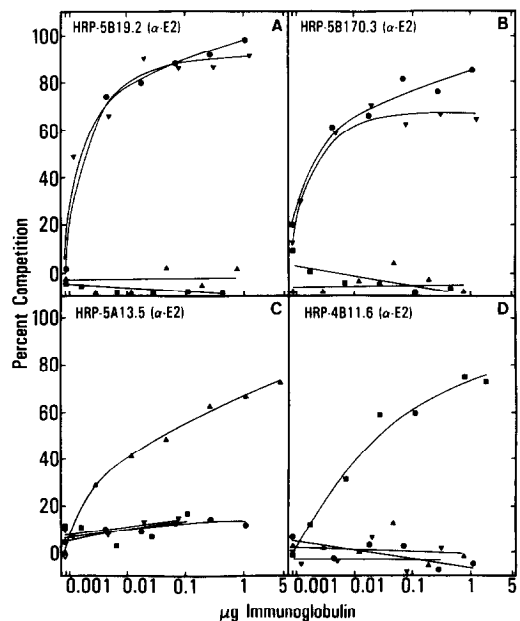 HRP-5B19.2 (α-E2) A
HRP-5B170.3 (α-E2) B
100
80
60
40
20
0
HRP-5A13.5 (α-E2) C
HRP-4B11.6 (α-E2) D
100
80
60
40
20
0
Percent Competition
0.001 0.01 0.1 1 10
0.001 0.01 0.1 1 10
μg Immunoglobulin